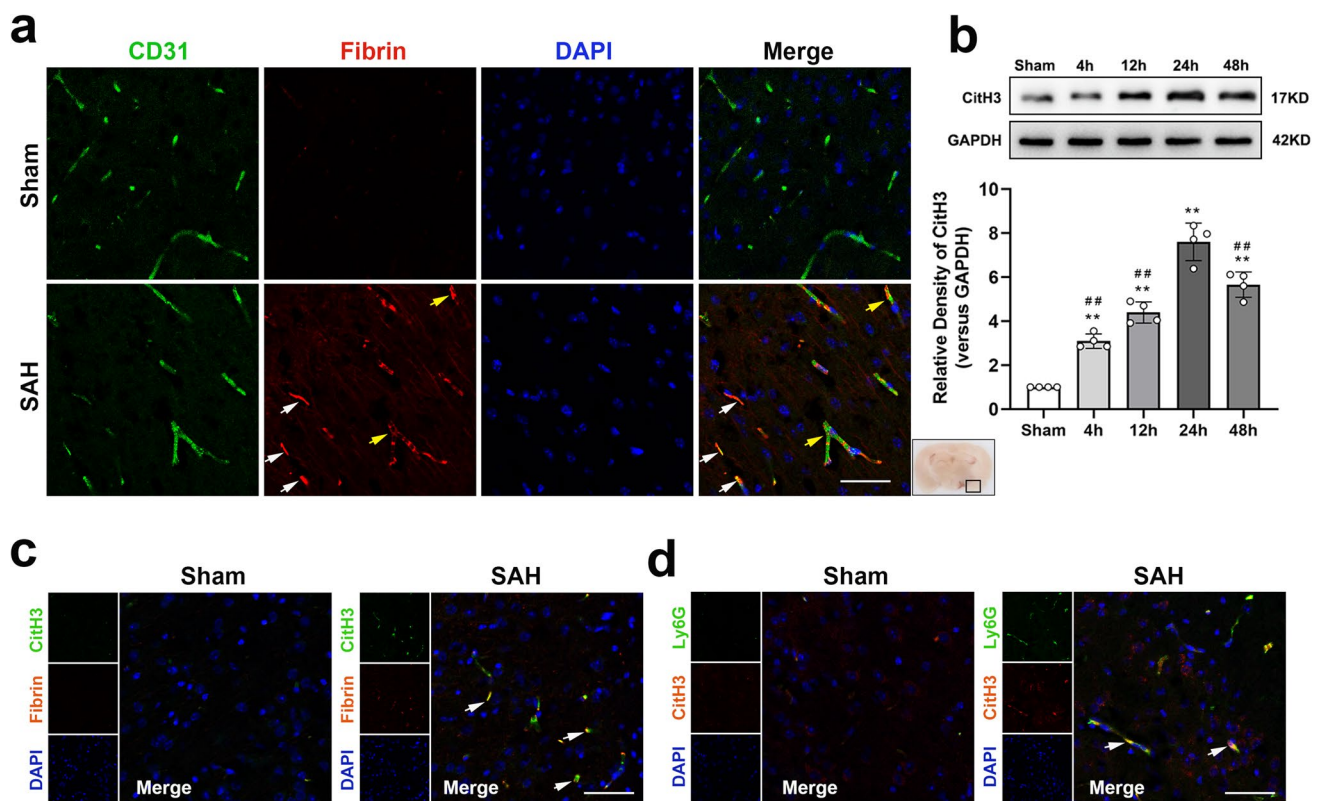 a
CD31 Fibrin DAPI Merge
Sham
SAH
b
Sham 4h 12h 24h 48h
CitH3 17KD
GAPDH 42KD
Relative Density of CitH3
(versus GAPDH)
10
8
6
4
2
0
**
##
**
##
**
##
**
Sham 4h 12h 24h 48h
c
Sham SAH
CitH3
Fibrin
DAPI
Merge
CitH3
Fibrin
DAPI
Merge
d
Sham SAH
Ly6G
CitH3
DAPI
Merge
Ly6G
CitH3
DAPI
Merge